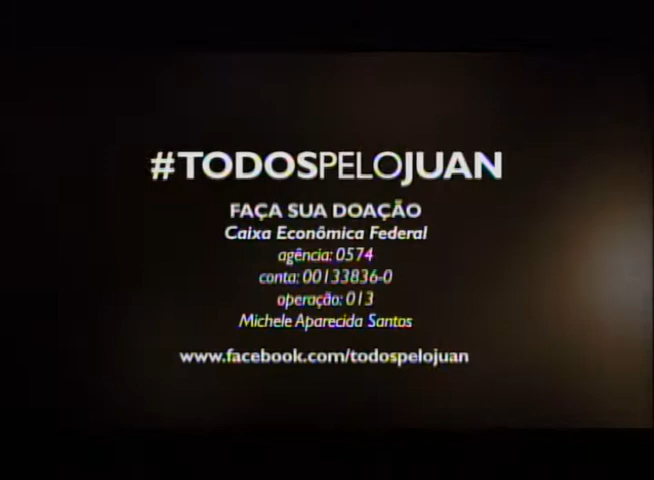 #TODOSPELOJUAN
FAÇA SUA DOAÇÃO
Caixa Econômica Federal
agência: 0574
conta: 00133836-0
operação: 013
Michele Aparecida Santos
www.facebook.com/todospelojuan